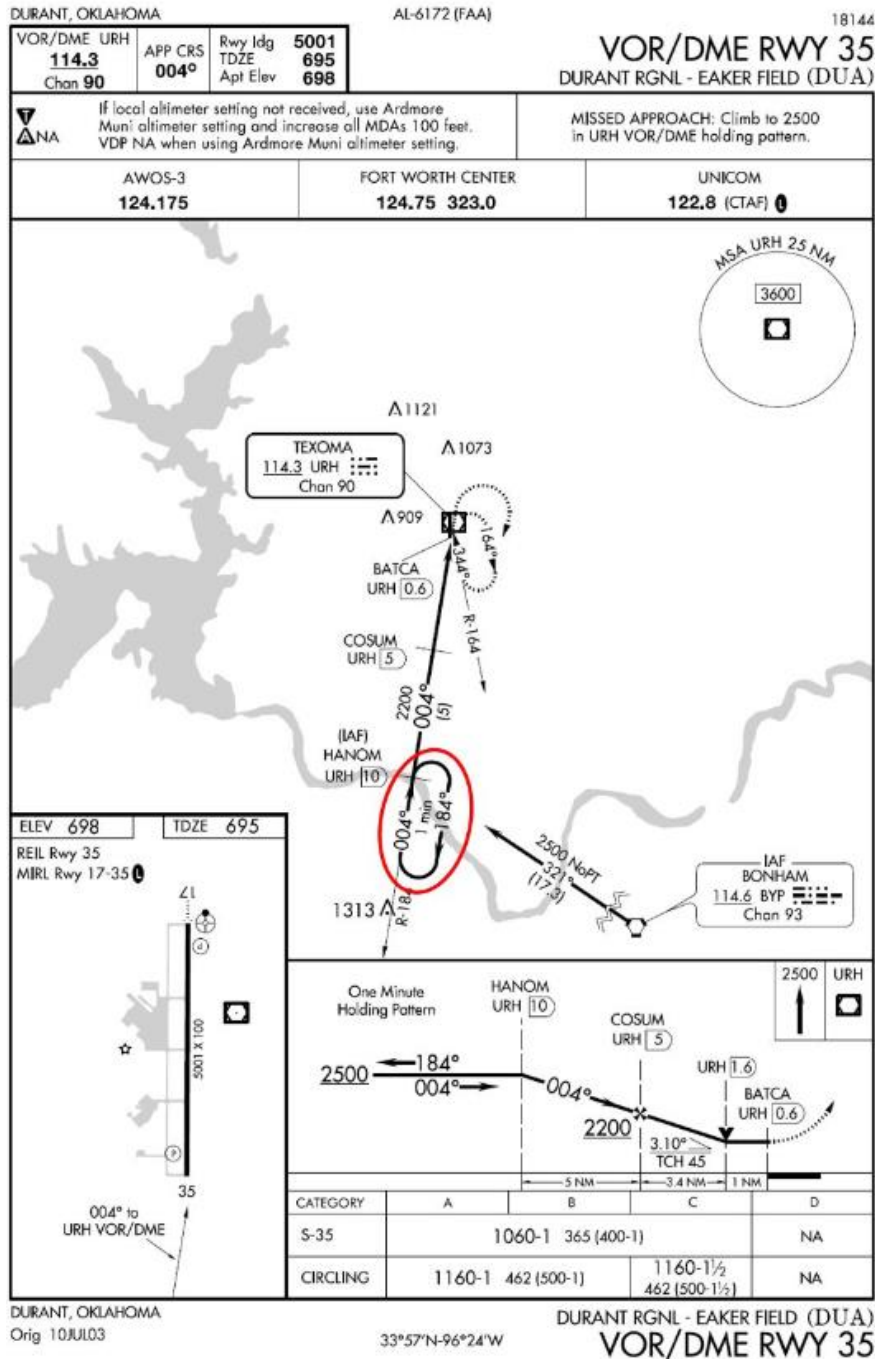 DURANT, OKLAHOMA
AL-6172 (FAA)
18144
VOR/DME URH
114.3
Chan 90
APP CRS
004°
Rwy Idg 5001
TDZE 695
Apt Elev 698
VOR/DME RWY 35
DURANT RGNL - EAKER FIELD (DUA)
T
A NA
If local altimeter setting not received, use Ardmore
Muni altimeter setting and increase all MDAs 100 feet.
VDP NA when using Ardmore Muni altimeter setting.
MISSED APPROACH: Climb to 2500
in URH VOR/DME holding pattern.
AWOS-3
124.175
FORT WORTH CENTER
124.75 323.0
UNICOM
122.8 (CTAF) L
MSA URH 25 NM
3600
1121
TEXOMA
114.3 URH
Chan 90
1073
909
164°
344°
BATCA
URH 0.6
R-164
COSUM
URH 5
2200
004°
(5)
(IAF)
HANOM
URH 10
004°
1 min
184°
2500 NoPT
321°
(17.3)
IAF
BONHAM
114.6 BYP
Chan 93
1313
R-184
ELEV 698
TDZE 695
REIL Rwy 35
MIRL Rwy 17-35 L
17
5001 X 100
P
35
004° to
URH VOR/DME
One Minute
Holding Pattern
HANOM
URH 10
COSUM
URH 5
2500 URH
184°
2500
004°
004°
URH 1.6
BATCA
URH 0.6
2200
3.10°
TCH 45
5 NM
3.4 NM
1 NM
CATEGORY A B C D
S-35 1060-1 365 (400-1) NA
CIRCLING 1160-1 462 (500-1) 1160-1½ NA
462 (500-1½)
DURANT, OKLAHOMA
Orig 10JUL03
33°57'N-96°24'W
DURANT RGNL - EAKER FIELD (DUA)
VOR/DME RWY 35